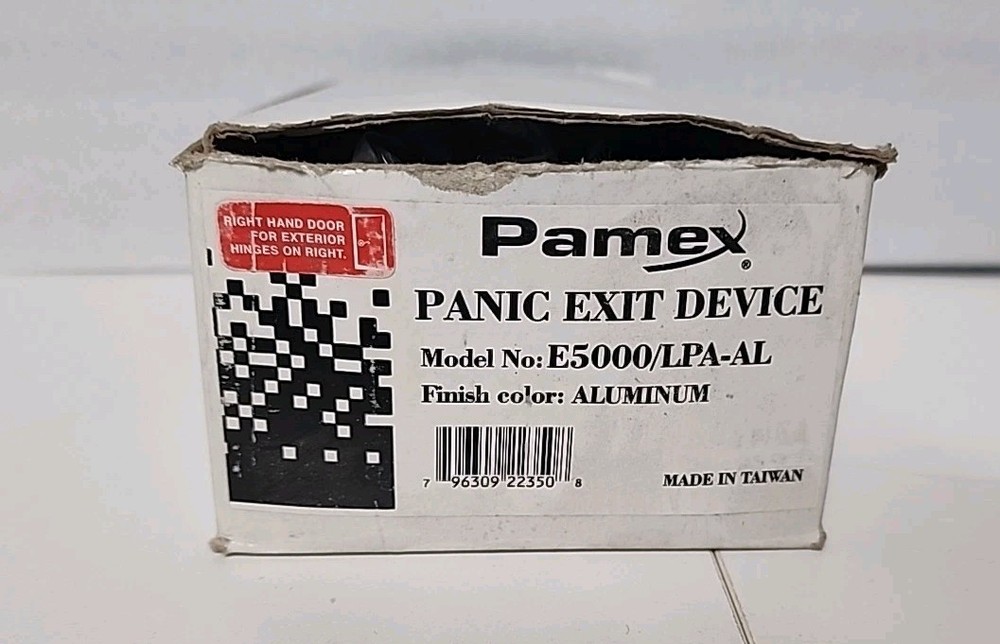 RIGHT HAND DOOR
FOR EXTERIOR
HINGES ON RIGHT.
Pamex®
PANIC EXIT DEVICE
Model No: E5000/LPA-AL
Finish color: ALUMINUM
7 96309 22350 8
MADE IN TAIWAN